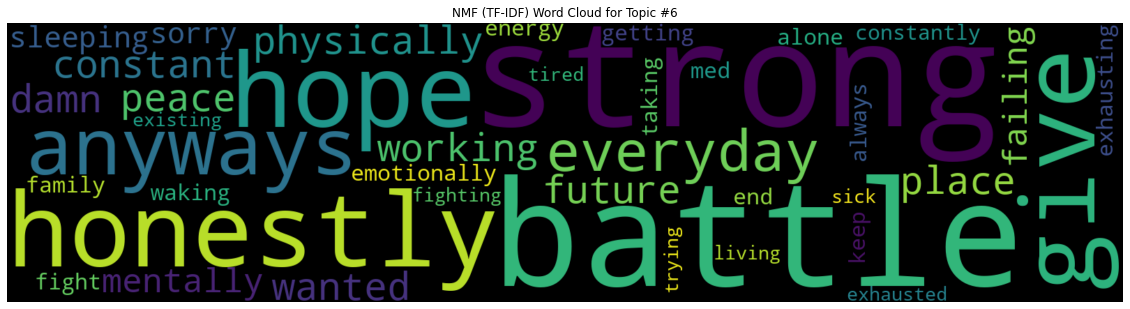 NMF (TF-IDF) Word Cloud for Topic #6
sleeping sorry physically energy getting alone constantly
constant hope strong tired taking med failing exhausting
damn peace existing always give
anyways working everyday
family waking emotionally fighting future end sick place
honestly battle
fight mentally wanted trying living keep exhausted